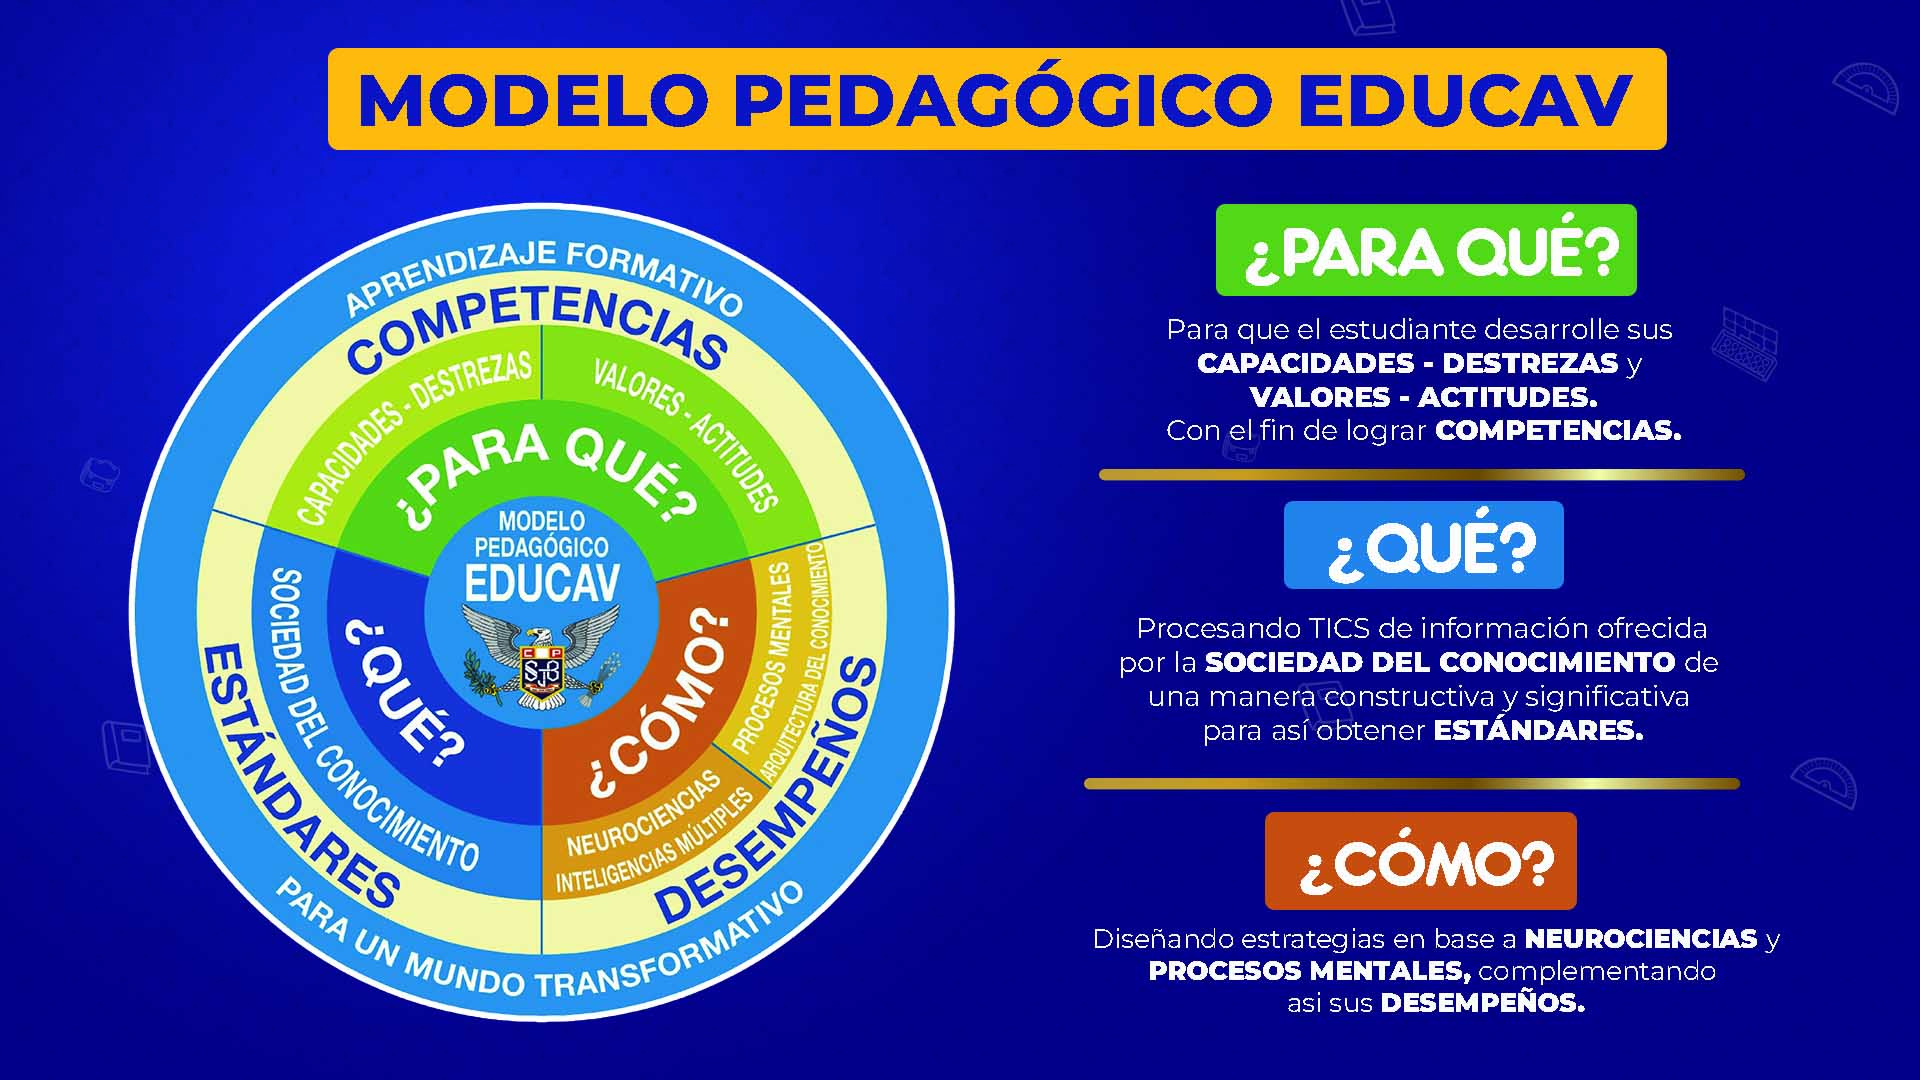 MODELO PEDAGÓGICO EDUCAV
APRENDIZAJE FORMATIVO
COMPETENCIAS
CAPACIDADES - DESTREZAS
VALORES - ACTITUDES
¿PARA QUÉ?
MODELO
PEDAGÓGICO
EDUCAV
C P
SJB
¿QUÉ?
SOCIEDAD DEL CONOCIMIENTO
ESTÁNDARES
¿CÓMO?
PROCESOS MENTALES
ARQUITECTURA DEL CONOCIMIENTO
NEUROCIENCIAS
INTELIGENCIAS MÚLTIPLES
DESEMPEÑOS
PARA UN MUNDO TRANSFORMATIVO
¿PARA QUÉ?
Para que el estudiante desarrolle sus
CAPACIDADES - DESTREZAS y
VALORES - ACTITUDES.
Con el fin de lograr COMPETENCIAS.
¿QUÉ?
Procesando TICS de información ofrecida
por la SOCIEDAD DEL CONOCIMIENTO de
una manera constructiva y significativa
para así obtener ESTÁNDARES.
¿CÓMO?
Diseñando estrategias en base a NEUROCIENCIAS y
PROCESOS MENTALES, complementando
asi sus DESEMPEÑOS.